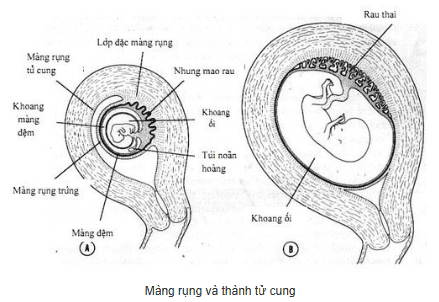 Màng rụng
tử cung
Lớp đặc màng rụng
Nhung mao rau
Khoang
màng
đệm
Khoang
ối
Túi noãn
hoàng
Màng rụng trứng
Màng đệm
A
Rau thai
Khoang ối
B
Màng rụng và thành tử cung